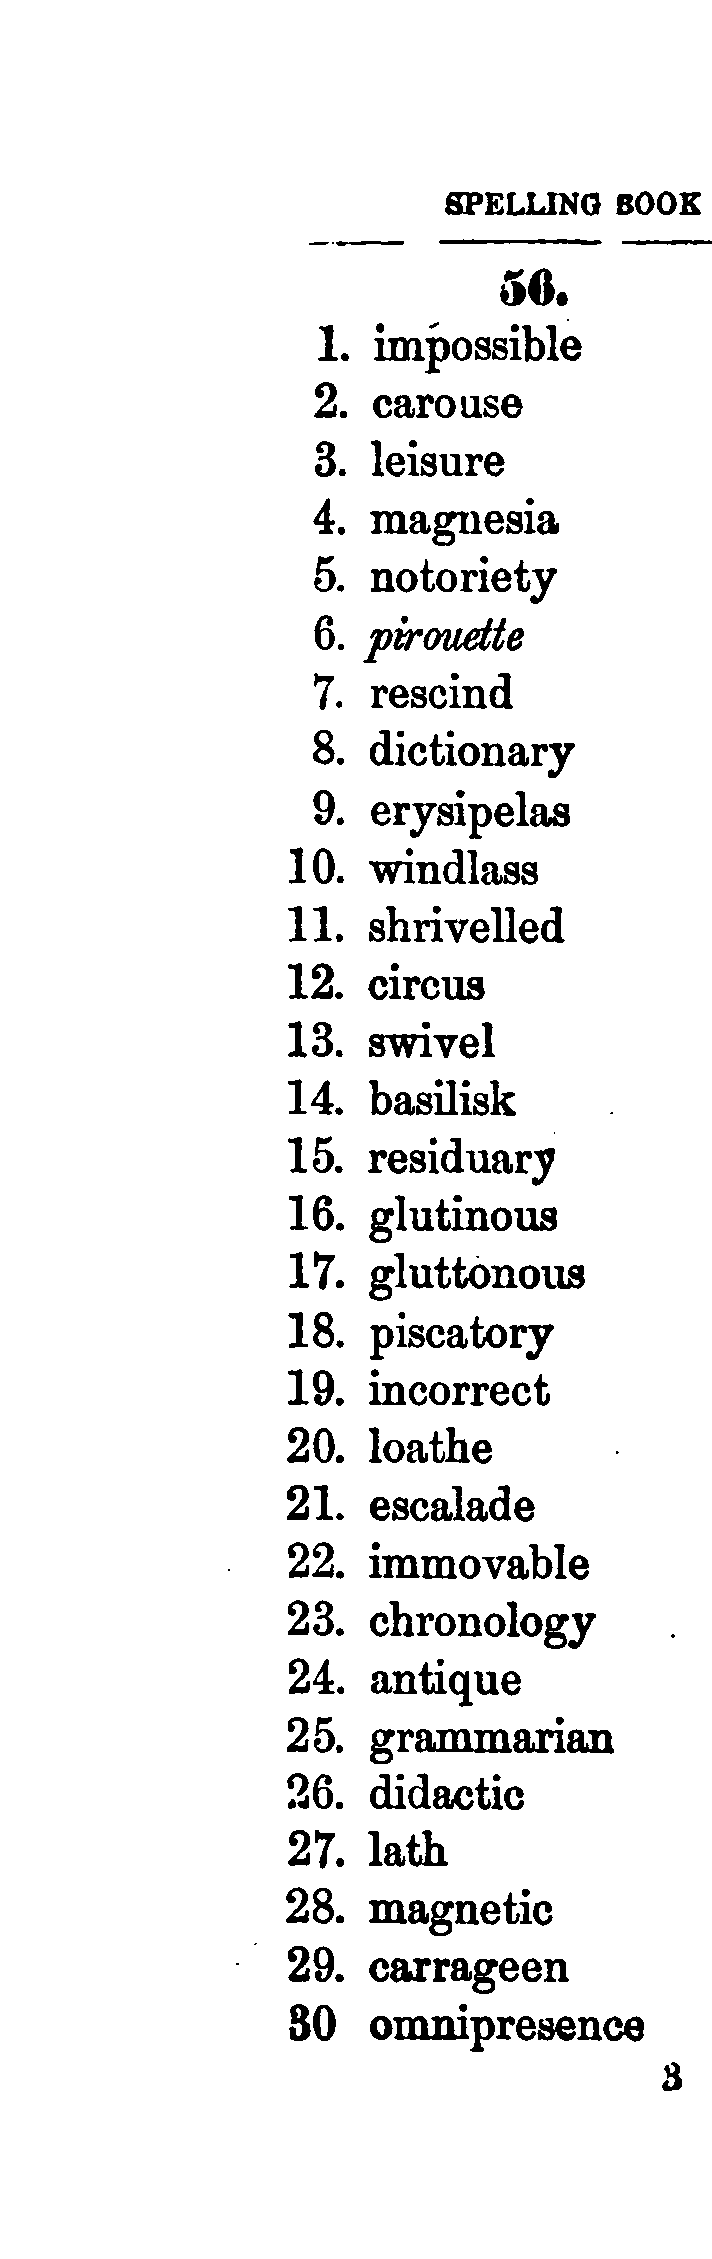 SPELLING BOOK
56.
1. impossible
2. carouse
3. leisure
4. magnesia
5. notoriety
6. pirouette
7. rescind
8. dictionary
9. erysipelas
10. windlass
11. shrivelled
12. circus
13. swivel
14. basilisk
15. residuary
16. glutinous
17. gluttonous
18. piscatory
19. incorrect
20. loathe
21. escalade
22. immovable
23. chronology
24. antique
25. grammarian
26. didactic
27. lath
28. magnetic
29. carrageen
30 omnipresence
3